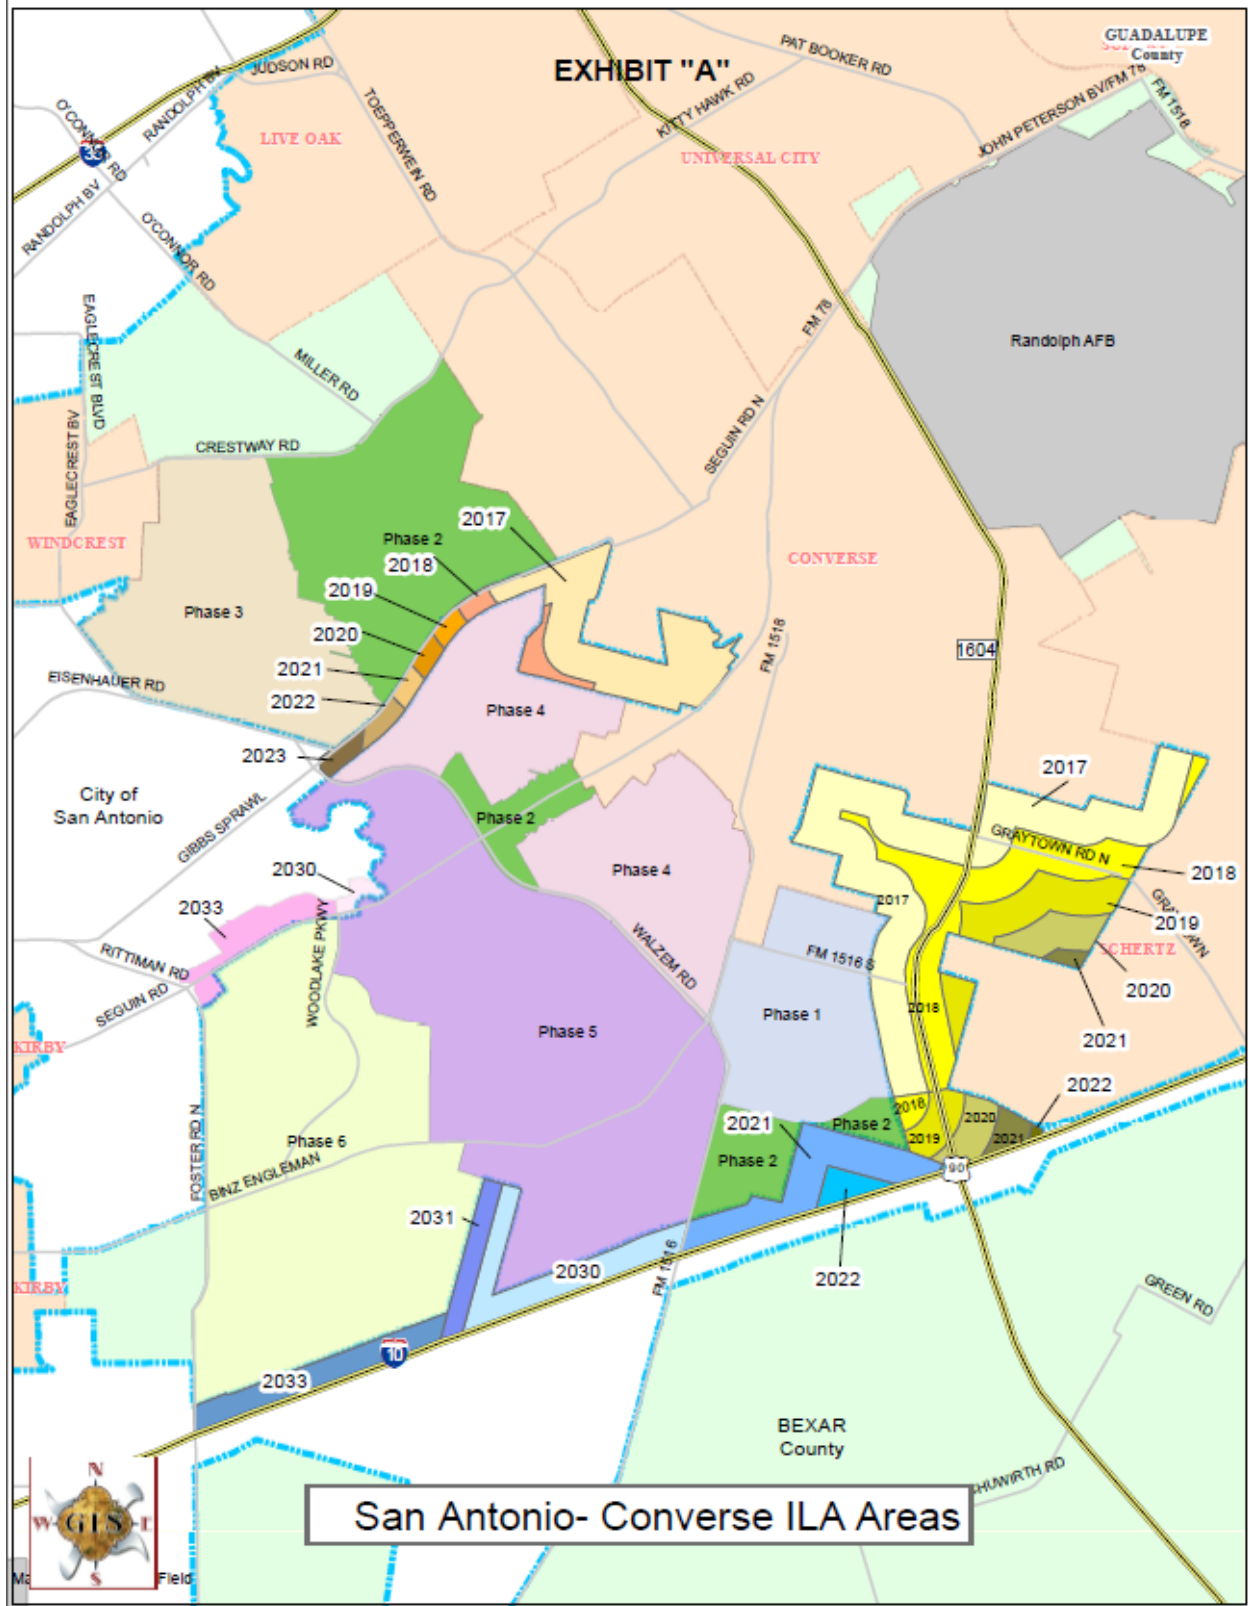 GUADALUPE
County
EXHIBIT "A"
PAT BOOKER RD
JUDSON RD
RANDOLPH BV
KITTY HAWK RD
JOHN PETERSON BV/FM 78
FM 1518
O'CONNOR RD
TOEPPERWEIN RD
LIVE OAK
35
UNIVERSAL CITY
RANDOLPH BV
O'CONNOR RD
EAGLECREST BLVD
FM 78
Randolph AFB
MILLER RD
EAGLECREST BV
CRESTWAY RD
SEGUIN RD N
2017
WINDCREST
Phase 2
2018
CONVERSE
2019
Phase 3
2020
FM 1518
1604
2021
EISENHAUER RD
2022
Phase 4
2023
2017
City of
San Antonio
Phase 2
GIBBS SPRAWL
GRAYTOWN RD N
2030
Phase 4
2018
2033
2017
GRAYTOWN
2019
WALZEM RD
SCHERTZ
RITTIMAN RD
WOODLAKE PKWY
FM 1516 S
2020
SEGUIN RD
2018
Phase 1
KIRBY
Phase 5
2021
2022
2018
2020
FOSTER RD N
Phase 6
2021
Phase 2
2019
2021
BINZ ENGLEMAN
Phase 2
90
2031
2030
2022
FM 1516
KIRBY
GREEN RD
10
2033
BEXAR
County
HUWIRTH RD
N
San Antonio- Converse ILA Areas
W GIS E
S
Ma
Field